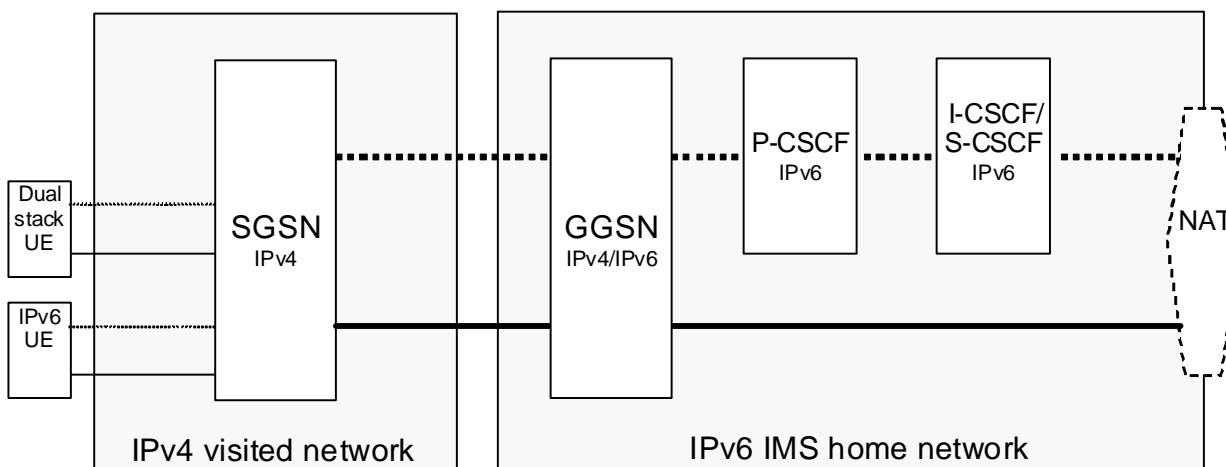 Dual
stack
UE
IPv6
UE
SGSN
IPv4
GGSN
IPv4/IPv6
P-CSCF
IPv6
I-CSCF/
S-CSCF
IPv6
NAT
IPv4 visited network
IPv6 IMS home network